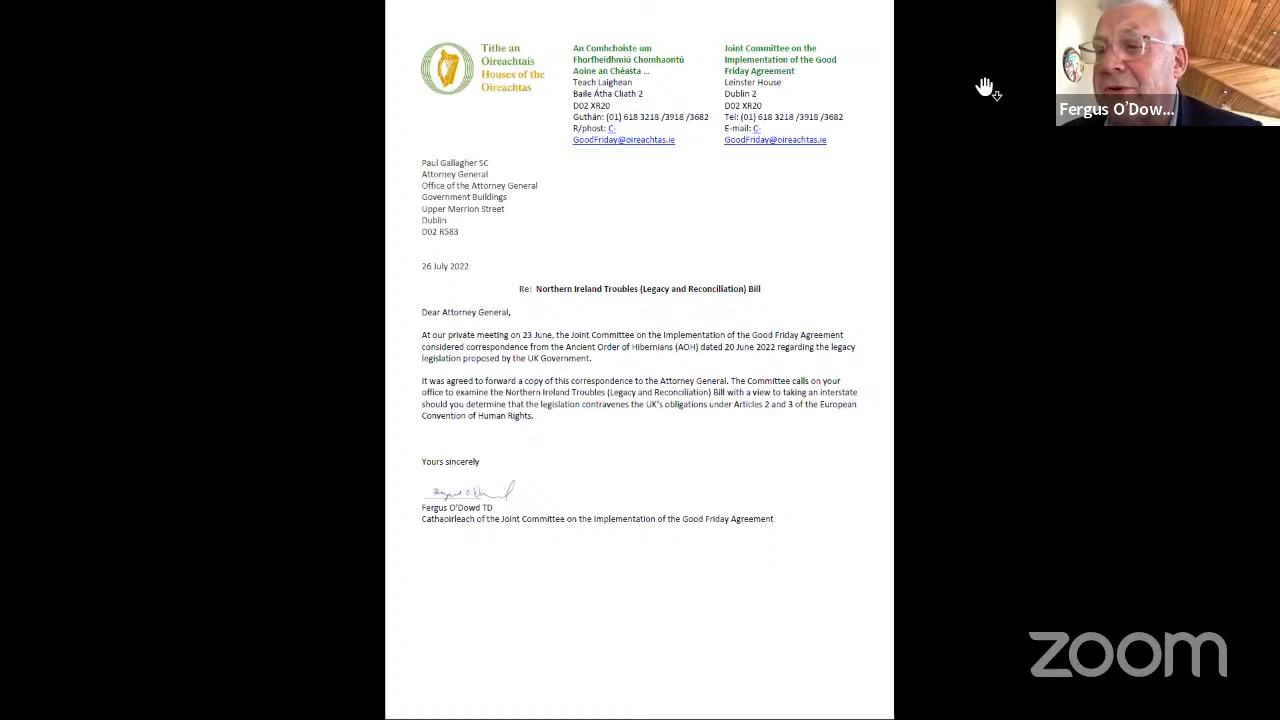 Tithe an
Oireachtais
Houses of the
Oireachtas
An Comhchoiste um
Fhorfheidhmiú Chomhaontú
Aoine an Chéasta ...
Teach Laighean
Baile Átha Cliath 2
D02 XR20
Guthán: (01) 618 3218 /3918 /3682
R/phost: C-
GoodFriday@oireachtas.ie
Joint Committee on the
Implementation of the Good
Friday Agreement
Leinster House
Dublin 2
D02 XR20
Tel: (01) 618 3218 /3918 /3682
E-mail: C-
GoodFriday@oireachtas.ie
Fergus O’Dow...
Paul Gallagher SC
Attorney General
Office of the Attorney General
Government Buildings
Upper Merrion Street
Dublin
D02 R583
26 July 2022
Re: Northern Ireland Troubles (Legacy and Reconciliation) Bill
Dear Attorney General,
At our private meeting on 23 June, the Joint Committee on the Implementation of the Good Friday Agreement
considered correspondence from the Ancient Order of Hibernians (AOH) dated 20 June 2022 regarding the legacy
legislation proposed by the UK Government.
It was agreed to forward a copy of this correspondence to the Attorney General. The Committee calls on your
office to examine the Northern Ireland Troubles (Legacy and Reconciliation) Bill with a view to taking an interstate
should you determine that the legislation contravenes the UK’s obligations under Articles 2 and 3 of the European
Convention of Human Rights.
Yours sincerely
Fergus O'Dowd
Fergus O’Dowd TD
Cathaoirleach of the Joint Committee on the Implementation of the Good Friday Agreement
zoom